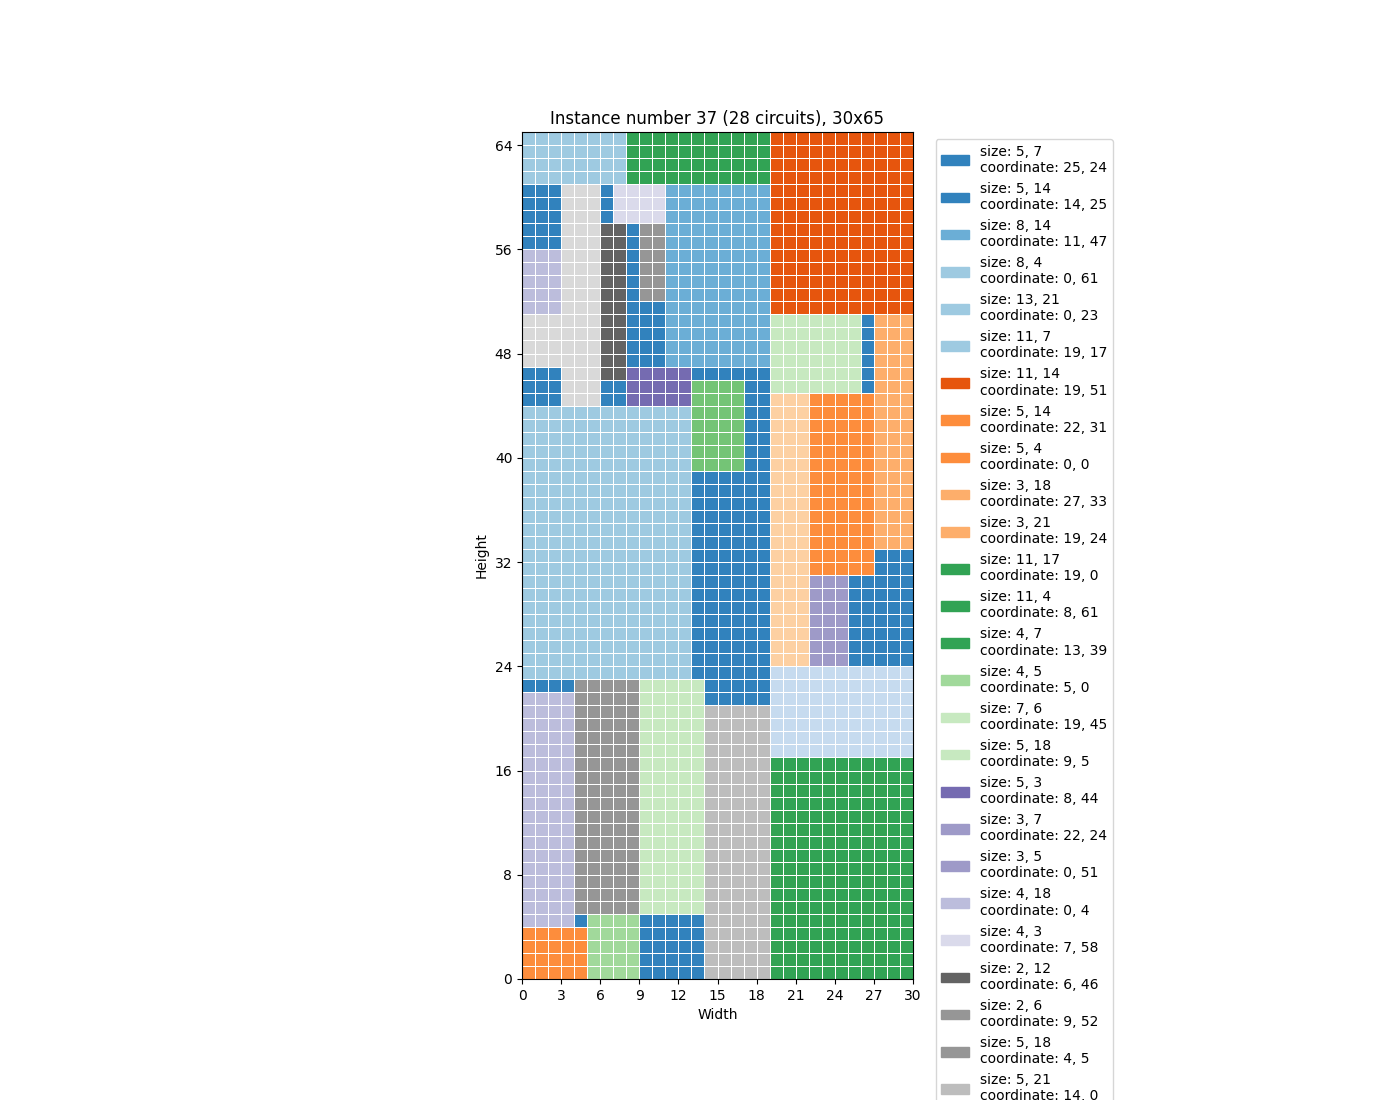 Instance number 37 (28 circuits), 30x65
64
56
48
40
32
24
16
8
0
Height
0 3 6 9 12 15 18 21 24 27 30
Width
size: 5, 7
coordinate: 25, 24
size: 5, 14
coordinate: 14, 25
size: 8, 14
coordinate: 11, 47
size: 8, 4
coordinate: 0, 61
size: 13, 21
coordinate: 0, 23
size: 11, 7
coordinate: 19, 17
size: 11, 14
coordinate: 19, 51
size: 5, 14
coordinate: 22, 31
size: 5, 4
coordinate: 0, 0
size: 3, 18
coordinate: 27, 33
size: 3, 21
coordinate: 19, 24
size: 11, 17
coordinate: 19, 0
size: 11, 4
coordinate: 8, 61
size: 4, 7
coordinate: 13, 39
size: 4, 5
coordinate: 5, 0
size: 7, 6
coordinate: 19, 45
size: 5, 18
coordinate: 9, 5
size: 5, 3
coordinate: 8, 44
size: 3, 7
coordinate: 22, 24
size: 3, 5
coordinate: 0, 51
size: 4, 18
coordinate: 0, 4
size: 4, 3
coordinate: 7, 58
size: 2, 12
coordinate: 6, 46
size: 2, 6
coordinate: 9, 52
size: 5, 18
coordinate: 4, 5
size: 5, 21
coordinate: 14, 0